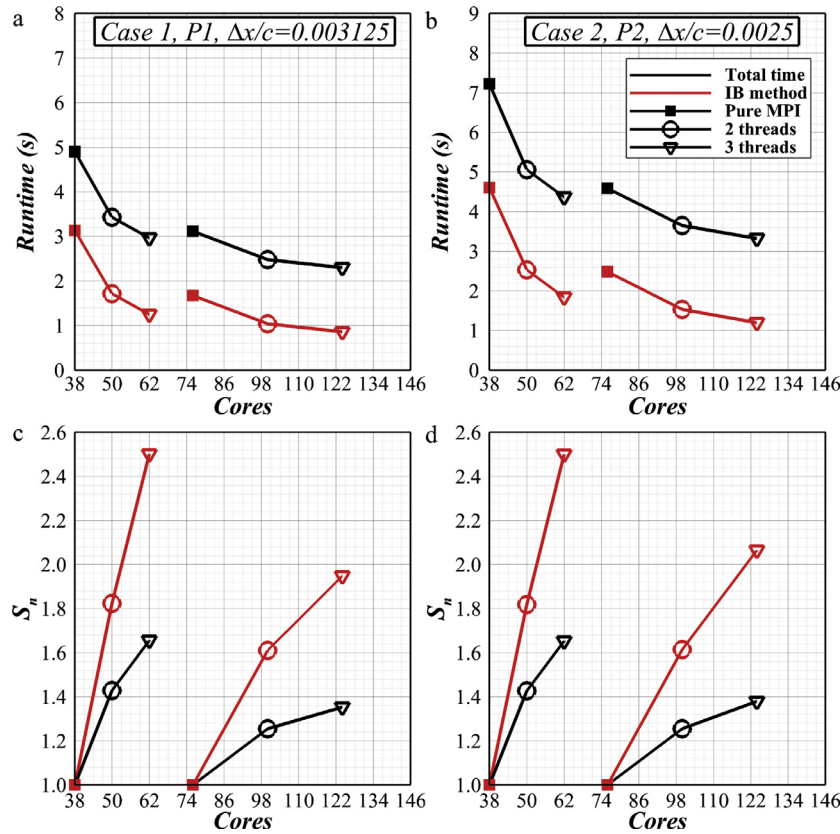 a
Case 1, P1, Δx/c=0.003125
8
7
6
5
4
3
2
1
0
Runtime (s)
38 50 62 74 86 98 110 122 134 146
Cores
b
Case 2, P2, Δx/c=0.0025
Total time
IB method
Pure MPI
2 threads
3 threads
9
8
7
6
5
4
3
2
1
0
Runtime (s)
38 50 62 74 86 98 110 122 134 146
Cores
c
2.6
2.4
2.2
2.0
1.8
1.6
1.4
1.2
1.0
Sn
38 50 62 74 86 98 110 122 134 146
Cores
d
2.6
2.4
2.2
2.0
1.8
1.6
1.4
1.2
1.0
Sn
38 50 62 74 86 98 110 122 134 146
Cores